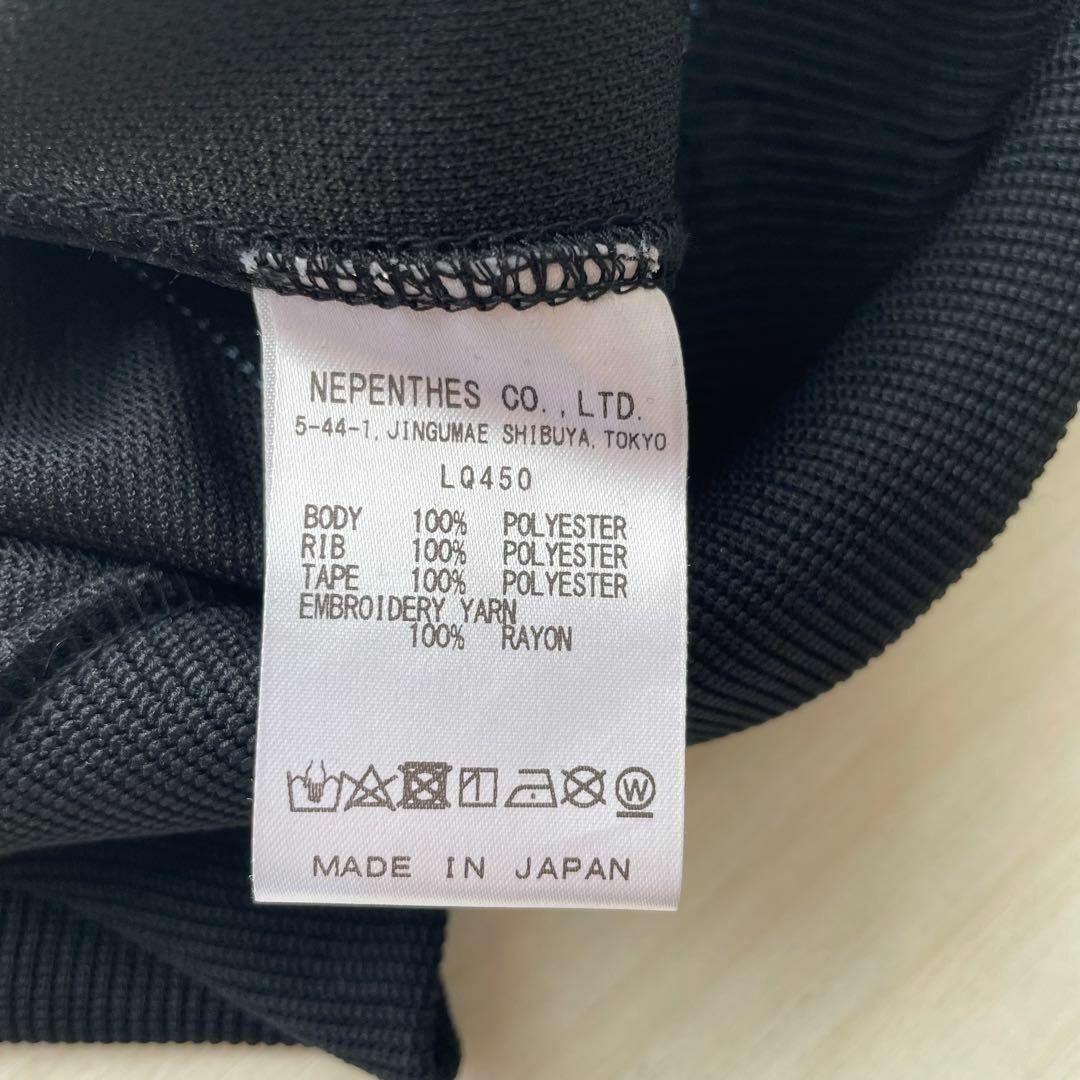 NEPENTHES CO.,LTD.
5-44-1, JINGUMAE SHIBUYA, TOKYO
LQ450
BODY 100% POLYESTER
RIB 100% POLYESTER
TAPE 100% POLYESTER
EMBROIDERY YARN
100% RAYON
W
MADE IN JAPAN